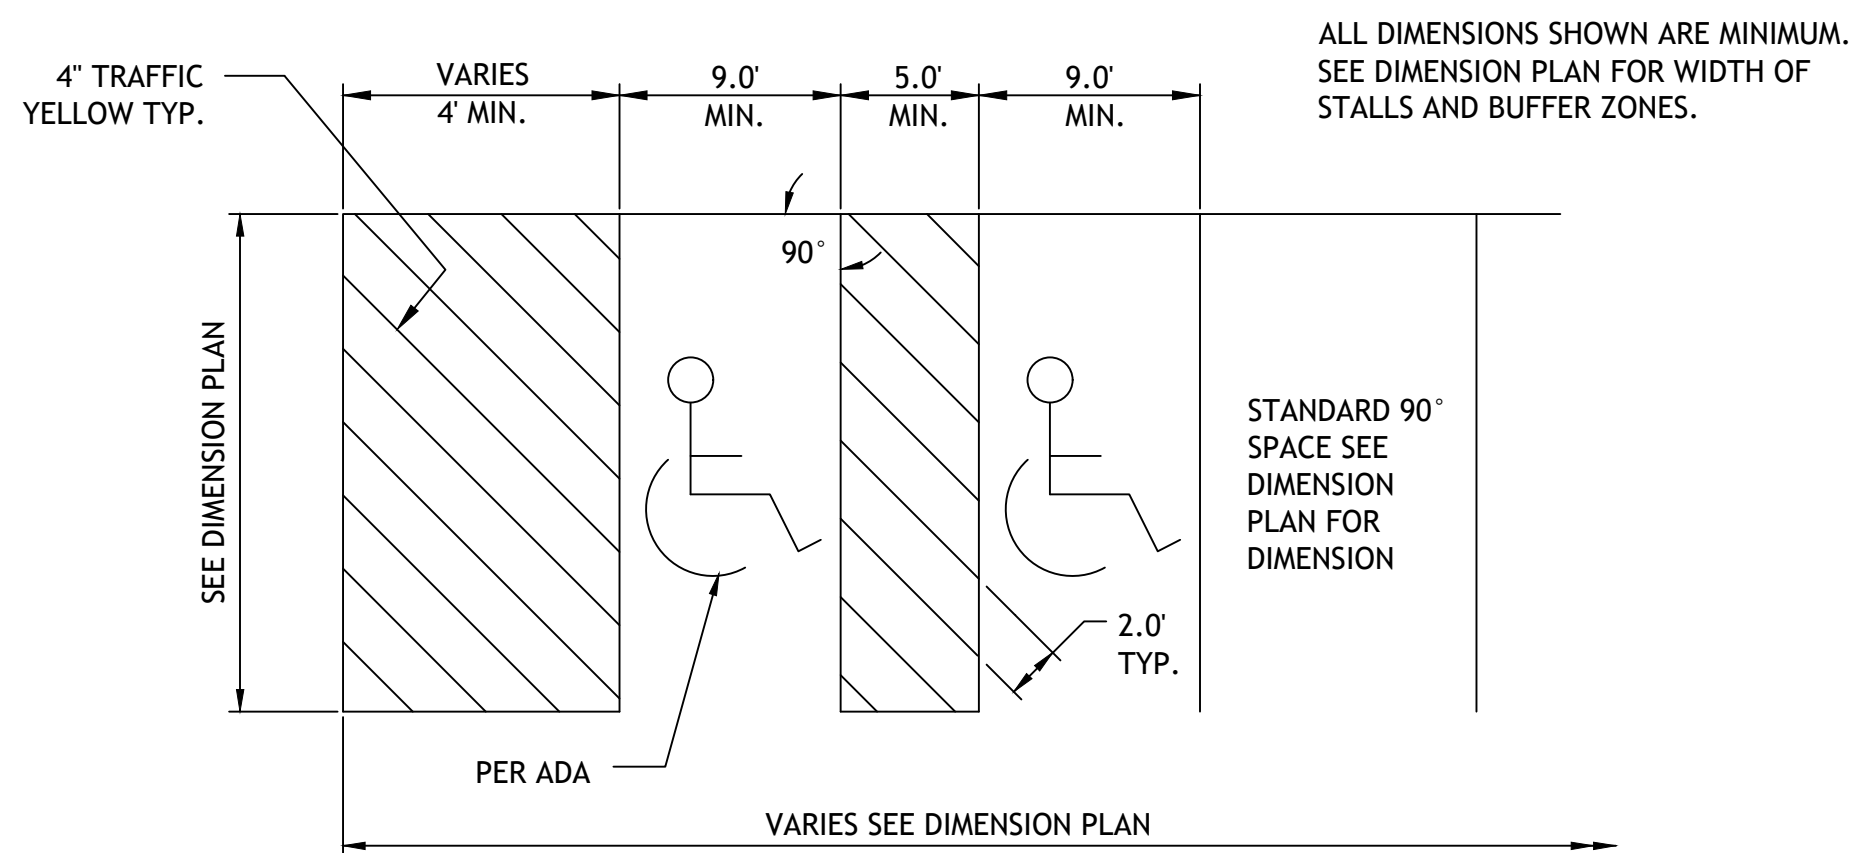 ALL DIMENSIONS SHOWN ARE MINIMUM.
SEE DIMENSION PLAN FOR WIDTH OF
STALLS AND BUFFER ZONES.
4" TRAFFIC
YELLOW TYP.
VARIES
4' MIN.
9.0'
MIN.
5.0'
MIN.
9.0'
MIN.
90°
SEE DIMENSION PLAN
STANDARD 90°
SPACE SEE
DIMENSION
PLAN FOR
DIMENSION
2.0'
TYP.
PER ADA
VARIES SEE DIMENSION PLAN